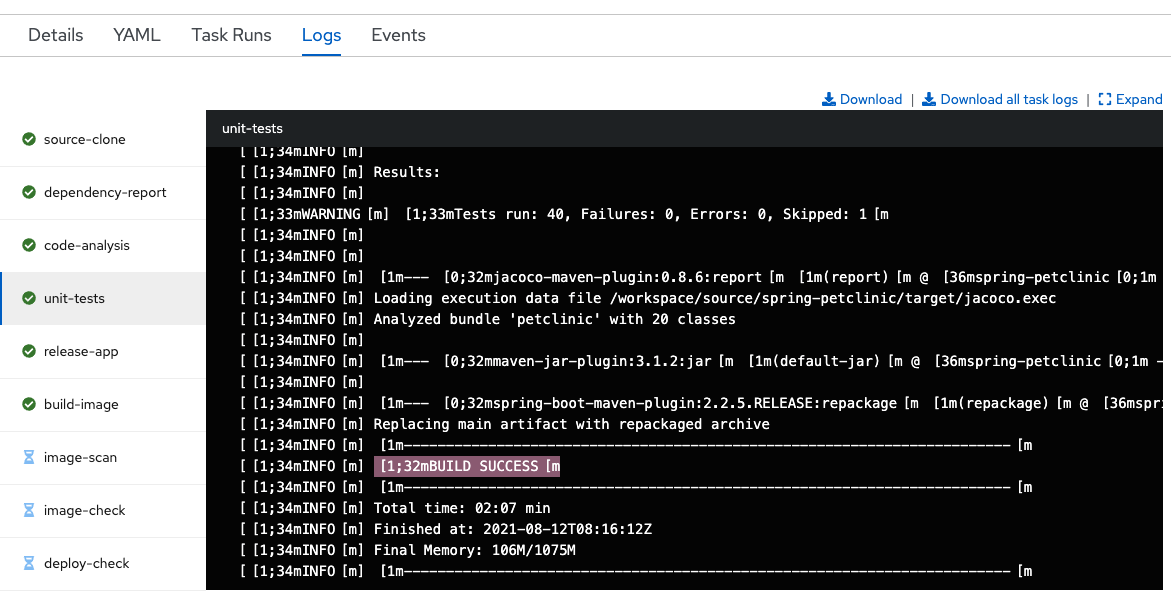 Details YAML Task Runs Logs Events
Download | Download all task logs | Expand
source-clone
dependency-report
code-analysis
unit-tests
release-app
build-image
image-scan
image-check
deploy-check
unit-tests
[ [1;34mINFO [m]
[ [1;34mINFO [m] Results:
[ [1;34mINFO [m]
[ [1;33mWARNING [m] [1;33mTests run: 40, Failures: 0, Errors: 0, Skipped: 1 [m
[ [1;34mINFO [m]
[ [1;34mINFO [m]
[ [1;34mINFO [m] [1m--- [0;32mjacoco-maven-plugin:0.8.6:report [m [1m(report) [m @ [36mspring-petclinic [0;1m
[ [1;34mINFO [m] Loading execution data file /workspace/source/spring-petclinic/target/jacoco.exec
[ [1;34mINFO [m] Analyzed bundle 'petclinic' with 20 classes
[ [1;34mINFO [m]
[ [1;34mINFO [m] [1m--- [0;32mmaven-jar-plugin:3.1.2:jar [m [1m(default-jar) [m @ [36mspring-petclinic [0;1m -
[ [1;34mINFO [m]
[ [1;34mINFO [m] [1m--- [0;32mspring-boot-maven-plugin:2.2.5.RELEASE:repackage [m [1m(repackage) [m @ [36mspri
[ [1;34mINFO [m] Replacing main artifact with repackaged archive
[ [1;34mINFO [m] [1m------------------------------------------------------------------------ [m
[ [1;34mINFO [m] [1;32mBUILD SUCCESS [m
[ [1;34mINFO [m] [1m------------------------------------------------------------------------ [m
[ [1;34mINFO [m] Total time: 02:07 min
[ [1;34mINFO [m] Finished at: 2021-08-12T08:16:12Z
[ [1;34mINFO [m] Final Memory: 106M/1075M
[ [1;34mINFO [m] [1m------------------------------------------------------------------------ [m